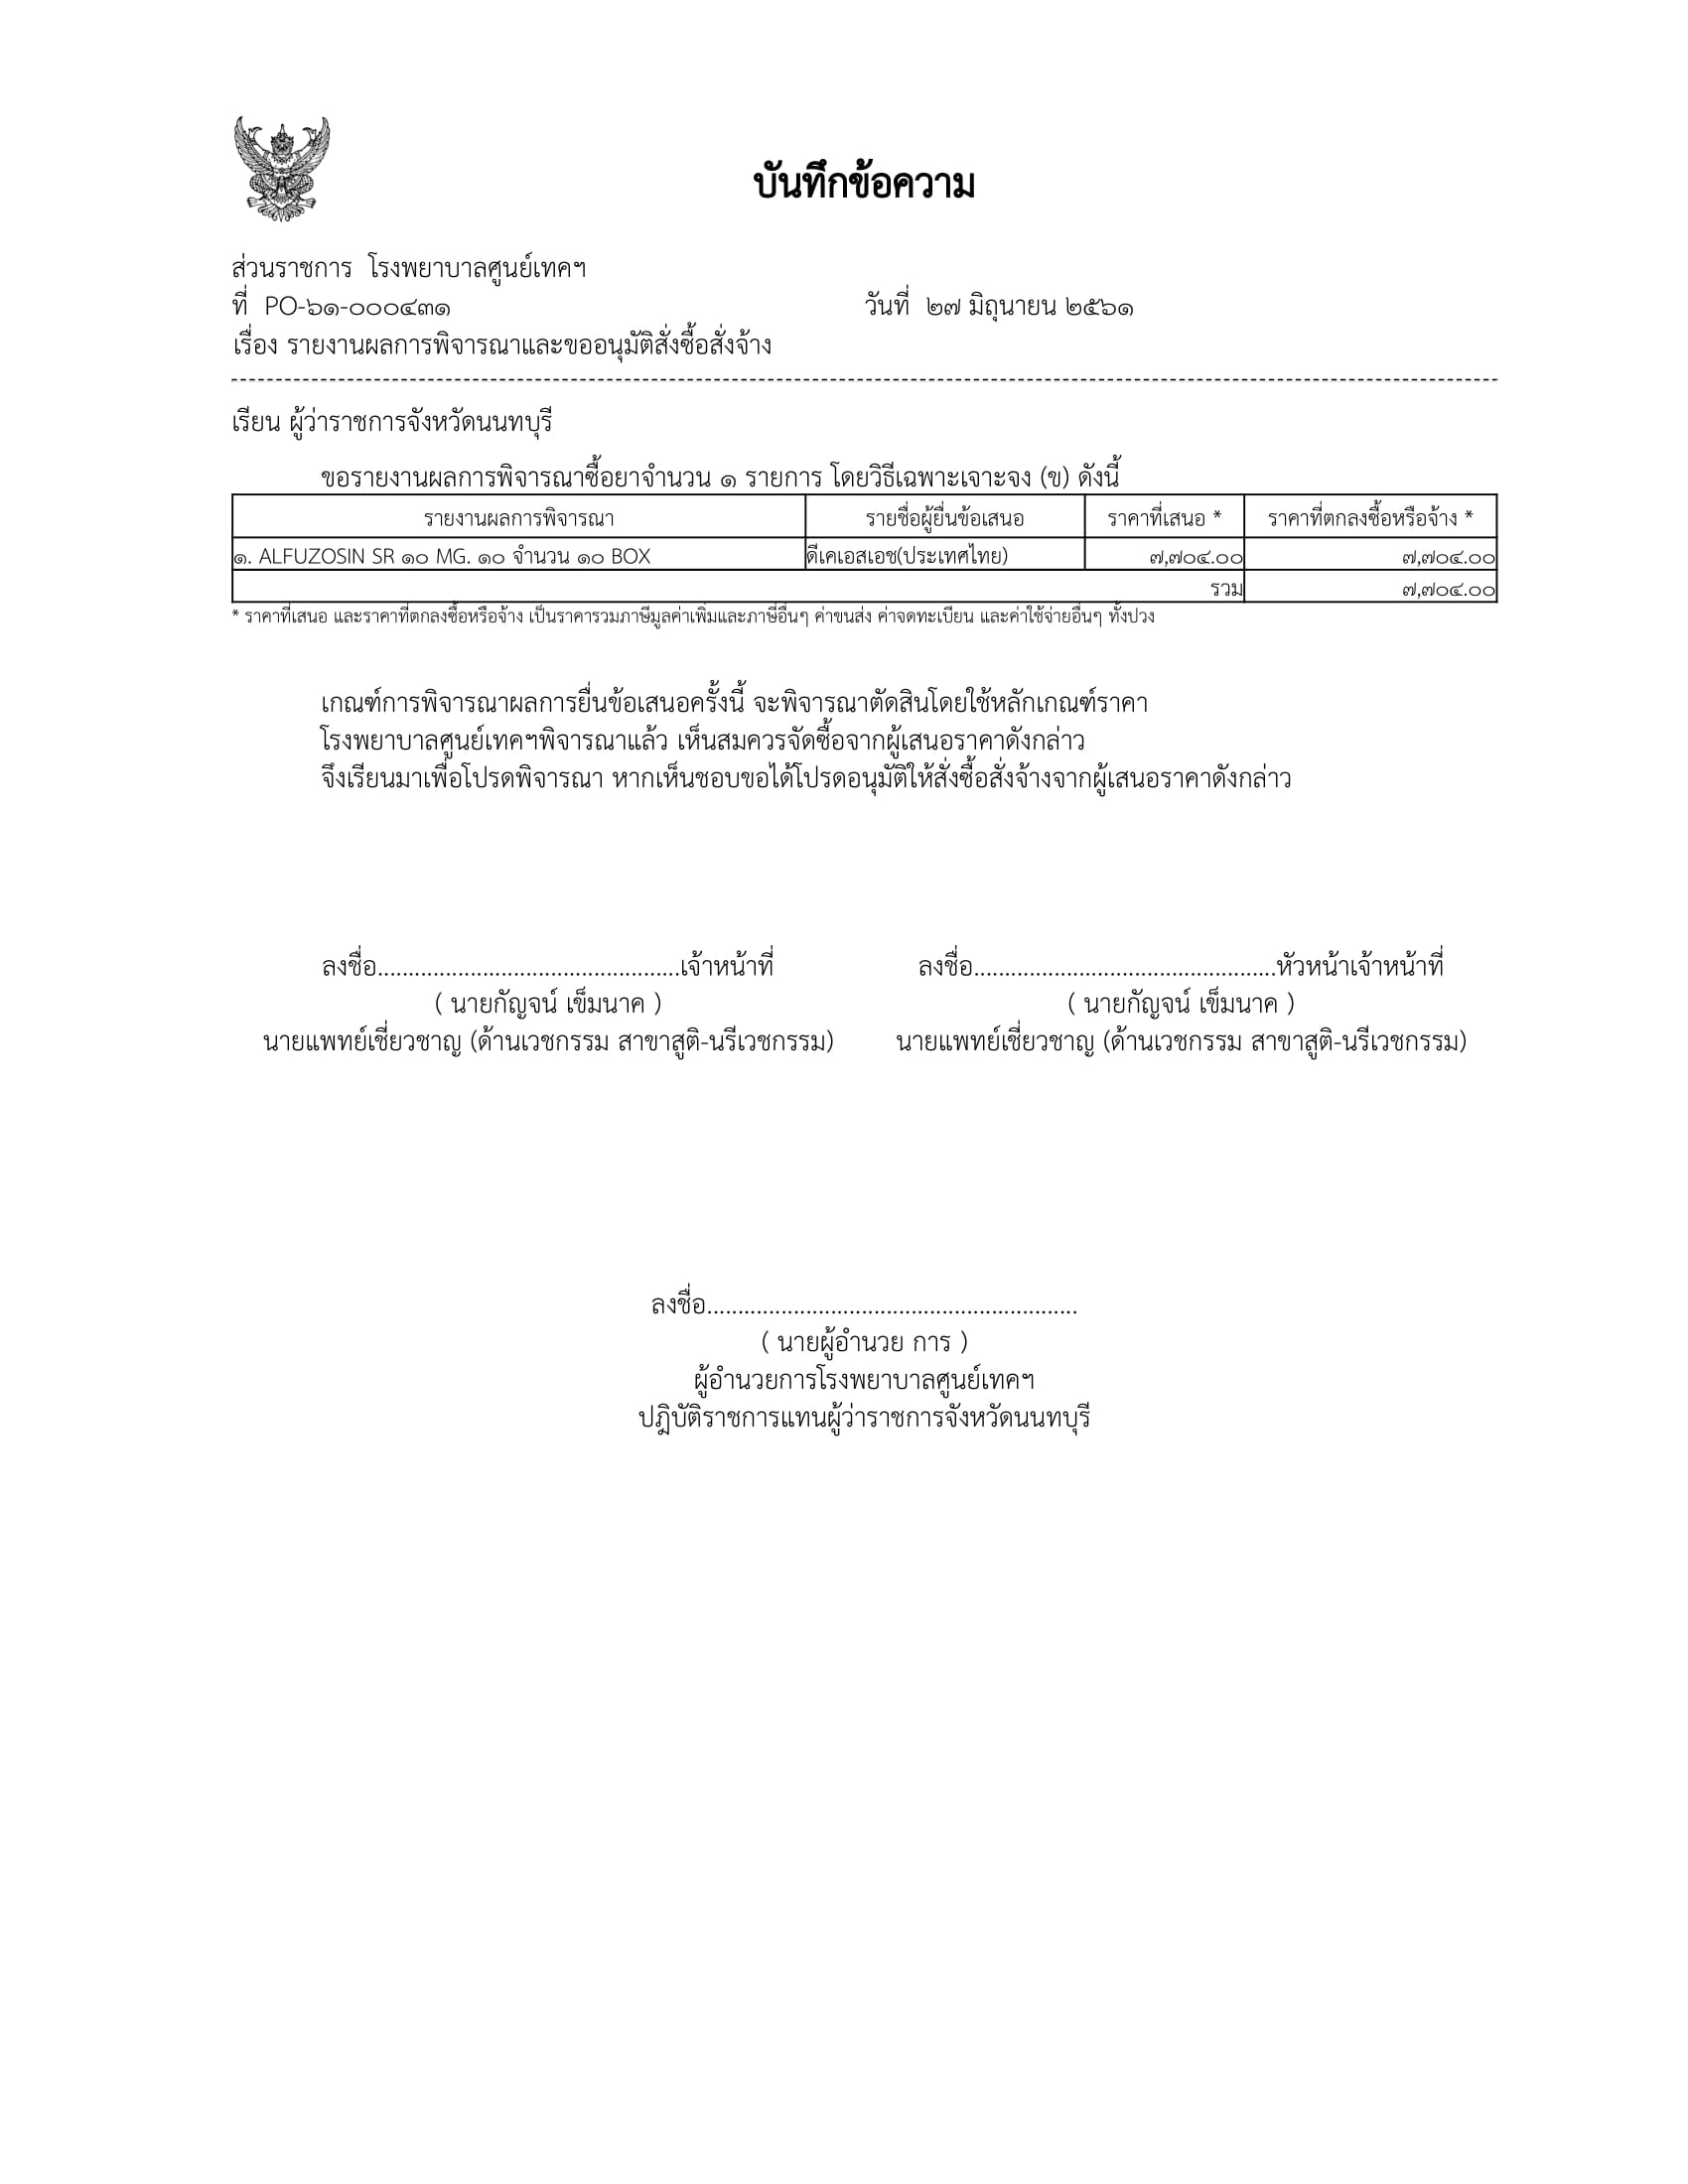 บันทึกข้อความ
ส่วนราชการ โรงพยาบาลศูนย์เทคฯ
ที่ PO-๖๑-๐๐๐๔๓๑ วันที่ ๒๗ มิถุนายน ๒๕๖๑
เรื่อง รายงานผลการพิจารณาและขออนุมัติสั่งซื้อสั่งจ้าง
เรียน ผู้ว่าราชการจังหวัดนนทบุรี
ขอรายงานผลการพิจารณาซื้อยาจำนวน ๑ รายการ โดยวิธีเฉพาะเจาะจง (ข) ดังนี้
รายงานผลการพิจารณา รายชื่อผู้ยื่นข้อเสนอ ราคาที่เสนอ * ราคาที่ตกลงซื้อหรือจ้าง *
๑. ALFUZOSIN SR ๑๐ MG. ๑๐ จำนวน ๑๐ BOX ดีเคเอสเอช(ประเทศไทย) ๗,๗๐๔.๐๐ ๗,๗๐๔.๐๐
รวม ๗,๗๐๔.๐๐
* ราคาที่เสนอ และราคาที่ตกลงซื้อหรือจ้าง เป็นราคารวมภาษีมูลค่าเพิ่มและภาษีอื่นๆ ค่าขนส่ง ค่าจดทะเบียน และค่าใช้จ่ายอื่นๆ ทั้งปวง
เกณฑ์การพิจารณาผลการยื่นข้อเสนอครั้งนี้ จะพิจารณาตัดสินโดยใช้หลักเกณฑ์ราคา
โรงพยาบาลศูนย์เทคฯพิจารณาแล้ว เห็นสมควรจัดซื้อจากผู้เสนอราคาดังกล่าว
จึงเรียนมาเพื่อโปรดพิจารณา หากเห็นชอบขอได้โปรดอนุมัติให้สั่งซื้อสั่งจ้างจากผู้เสนอราคาดังกล่าว
ลงชื่อ.................................................เจ้าหน้าที่ ลงชื่อ.................................................หัวหน้าเจ้าหน้าที่
( นายกัญจน์ เข็มนาค ) ( นายกัญจน์ เข็มนาค )
นายแพทย์เชี่ยวชาญ (ด้านเวชกรรม สาขาสูติ-นรีเวชกรรม) นายแพทย์เชี่ยวชาญ (ด้านเวชกรรม สาขาสูติ-นรีเวชกรรม)
ลงชื่อ............................................................
( นายผู้อำนวย การ )
ผู้อำนวยการโรงพยาบาลศูนย์เทคฯ
ปฎิบัติราชการแทนผู้ว่าราชการจังหวัดนนทบุรี